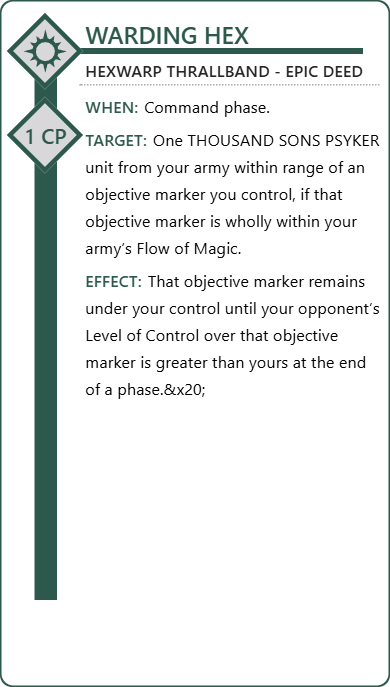 WARDING HEX
HEXWARP THRALLBAND - EPIC DEED
1 CP
WHEN: Command phase.
TARGET: One THOUSAND SONS PSYKER
unit from your army within range of an
objective marker you control, if that
objective marker is wholly within your
army’s Flow of Magic.
EFFECT: That objective marker remains
under your control until your opponent’s
Level of Control over that objective
marker is greater than yours at the end
of a phase.&x20;